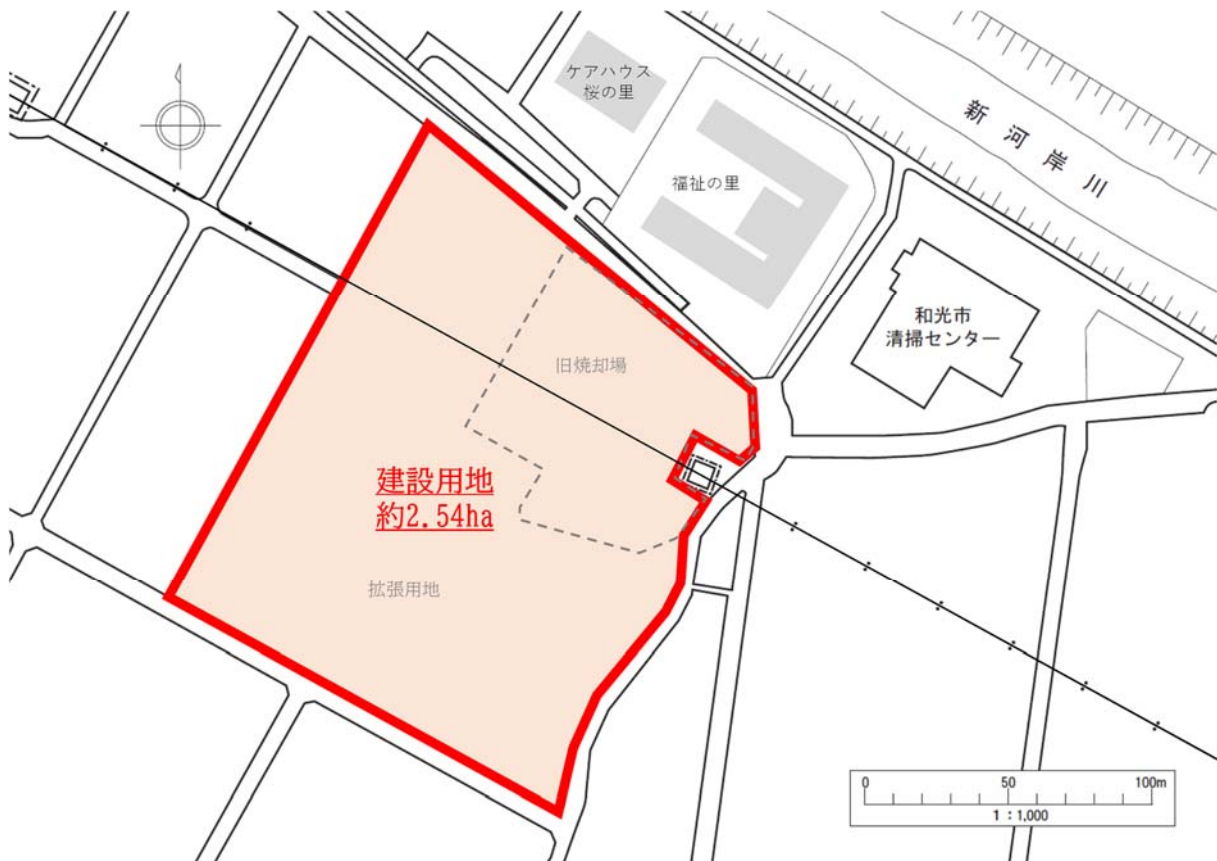 ケアハウス
桜の里
新河岸川
福祉の里
和光市
清掃センター
旧焼却場
建設用地
約2.54ha
拡張用地
0 50 100m
1 : 1,000